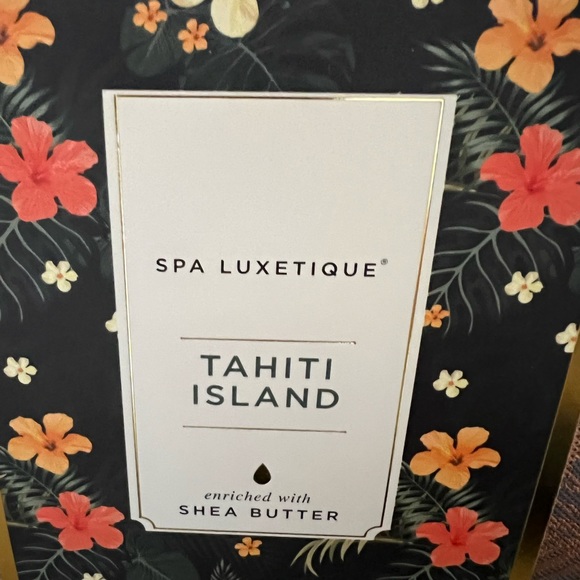 SPA LUXETIQUE®
TAHITI
ISLAND
enriched with
SHEA BUTTER